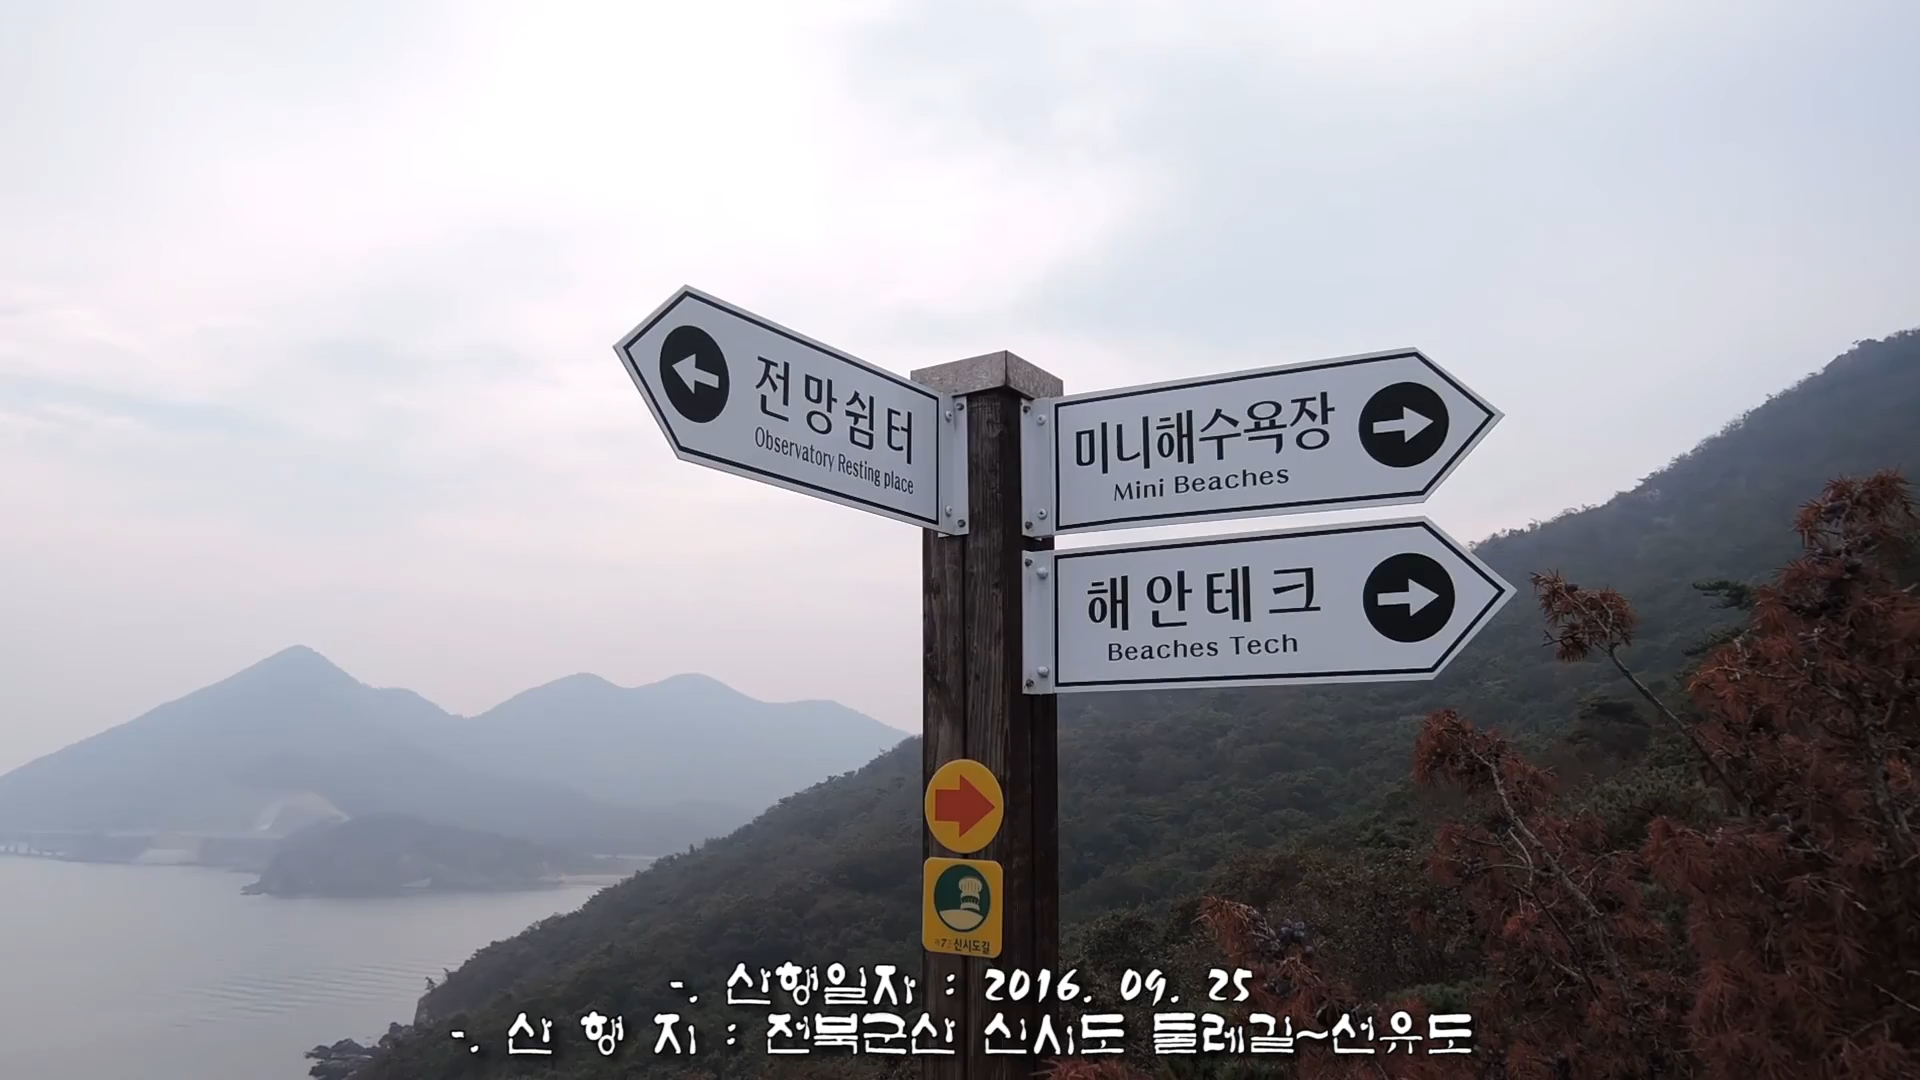 전망쉼터
Observatory Resting place
미니해수욕장
Mini Beaches
해안테크
Beaches Tech
신시도길
-. 산행일자 : 2016. 09. 25
-. 산 행 지 : 전북군산 신시도 둘레길~선유도